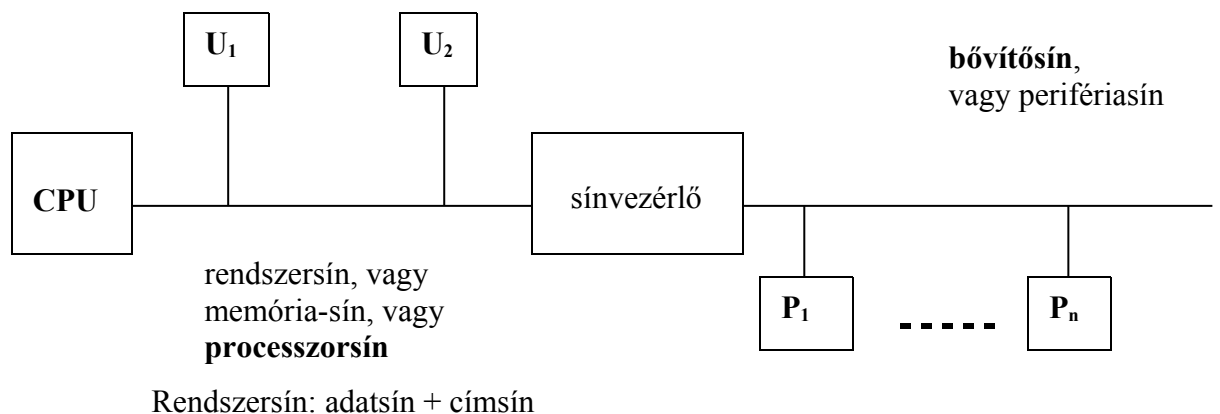 U₁
U₂
bővítősín,
vagy perifériasín
CPU
sínvezérlő
rendszersín, vagy
memória-sín, vagy
processzorsín
P₁
Pₙ
Rendszersín: adatsín + címsín